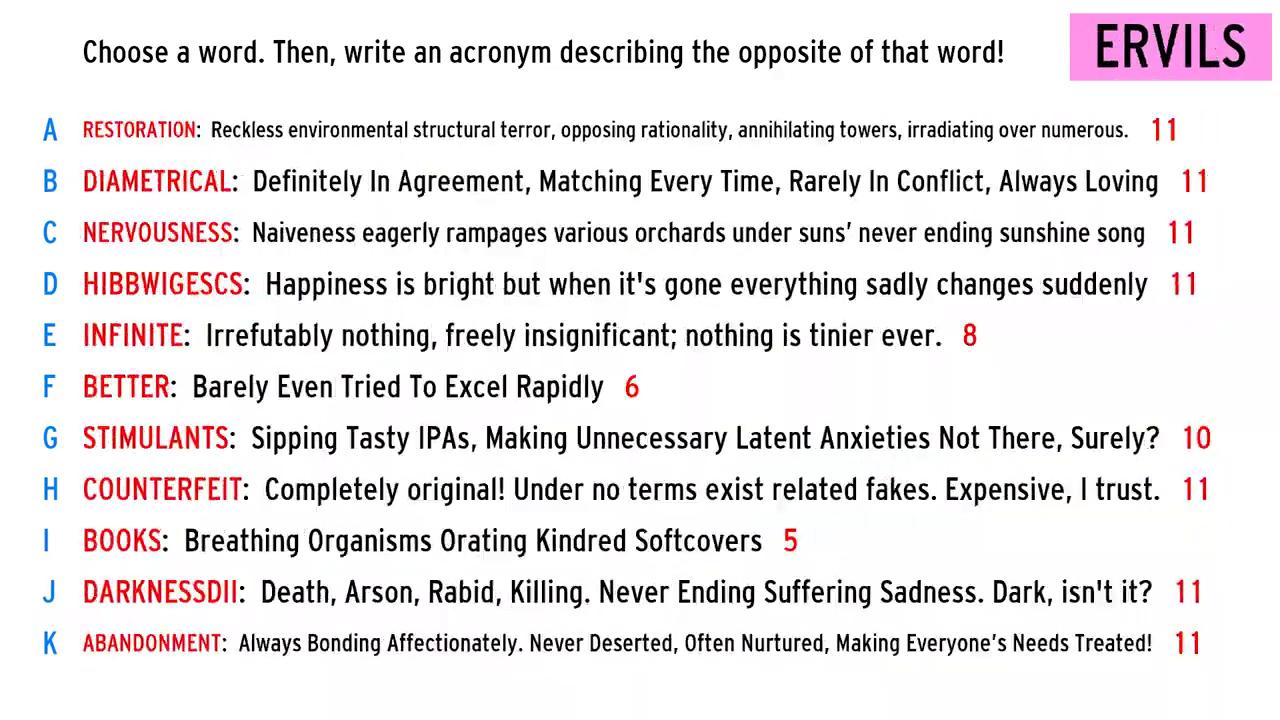 Choose a word. Then, write an acronym describing the opposite of that word!
ERVILS
A RESTORATION: Reckless environmental structural terror, opposing rationality, annihilating towers, irradiating over numerous. 11
B DIAMETRICAL: Definitely In Agreement, Matching Every Time, Rarely In Conflict, Always Loving 11
C NERVOUSNESS: Naiveness eagerly rampages various orchards under suns’ never ending sunshine song 11
D HIBBWIGESCS: Happiness is bright but when it's gone everything sadly changes suddenly 11
E INFINITE: Irrefutably nothing, freely insignificant; nothing is tinier ever. 8
F BETTER: Barely Even Tried To Excel Rapidly 6
G STIMULANTS: Sipping Tasty IPAs, Making Unnecessary Latent Anxieties Not There, Surely? 10
H COUNTERFEIT: Completely original! Under no terms exist related fakes. Expensive, I trust. 11
I BOOKS: Breathing Organisms Orating Kindred Softcovers 5
J DARKNESSDII: Death, Arson, Rabid, Killing. Never Ending Suffering Sadness. Dark, isn't it? 11
K ABANDONMENT: Always Bonding Affectionately. Never Deserted, Often Nurtured, Making Everyone’s Needs Treated! 11